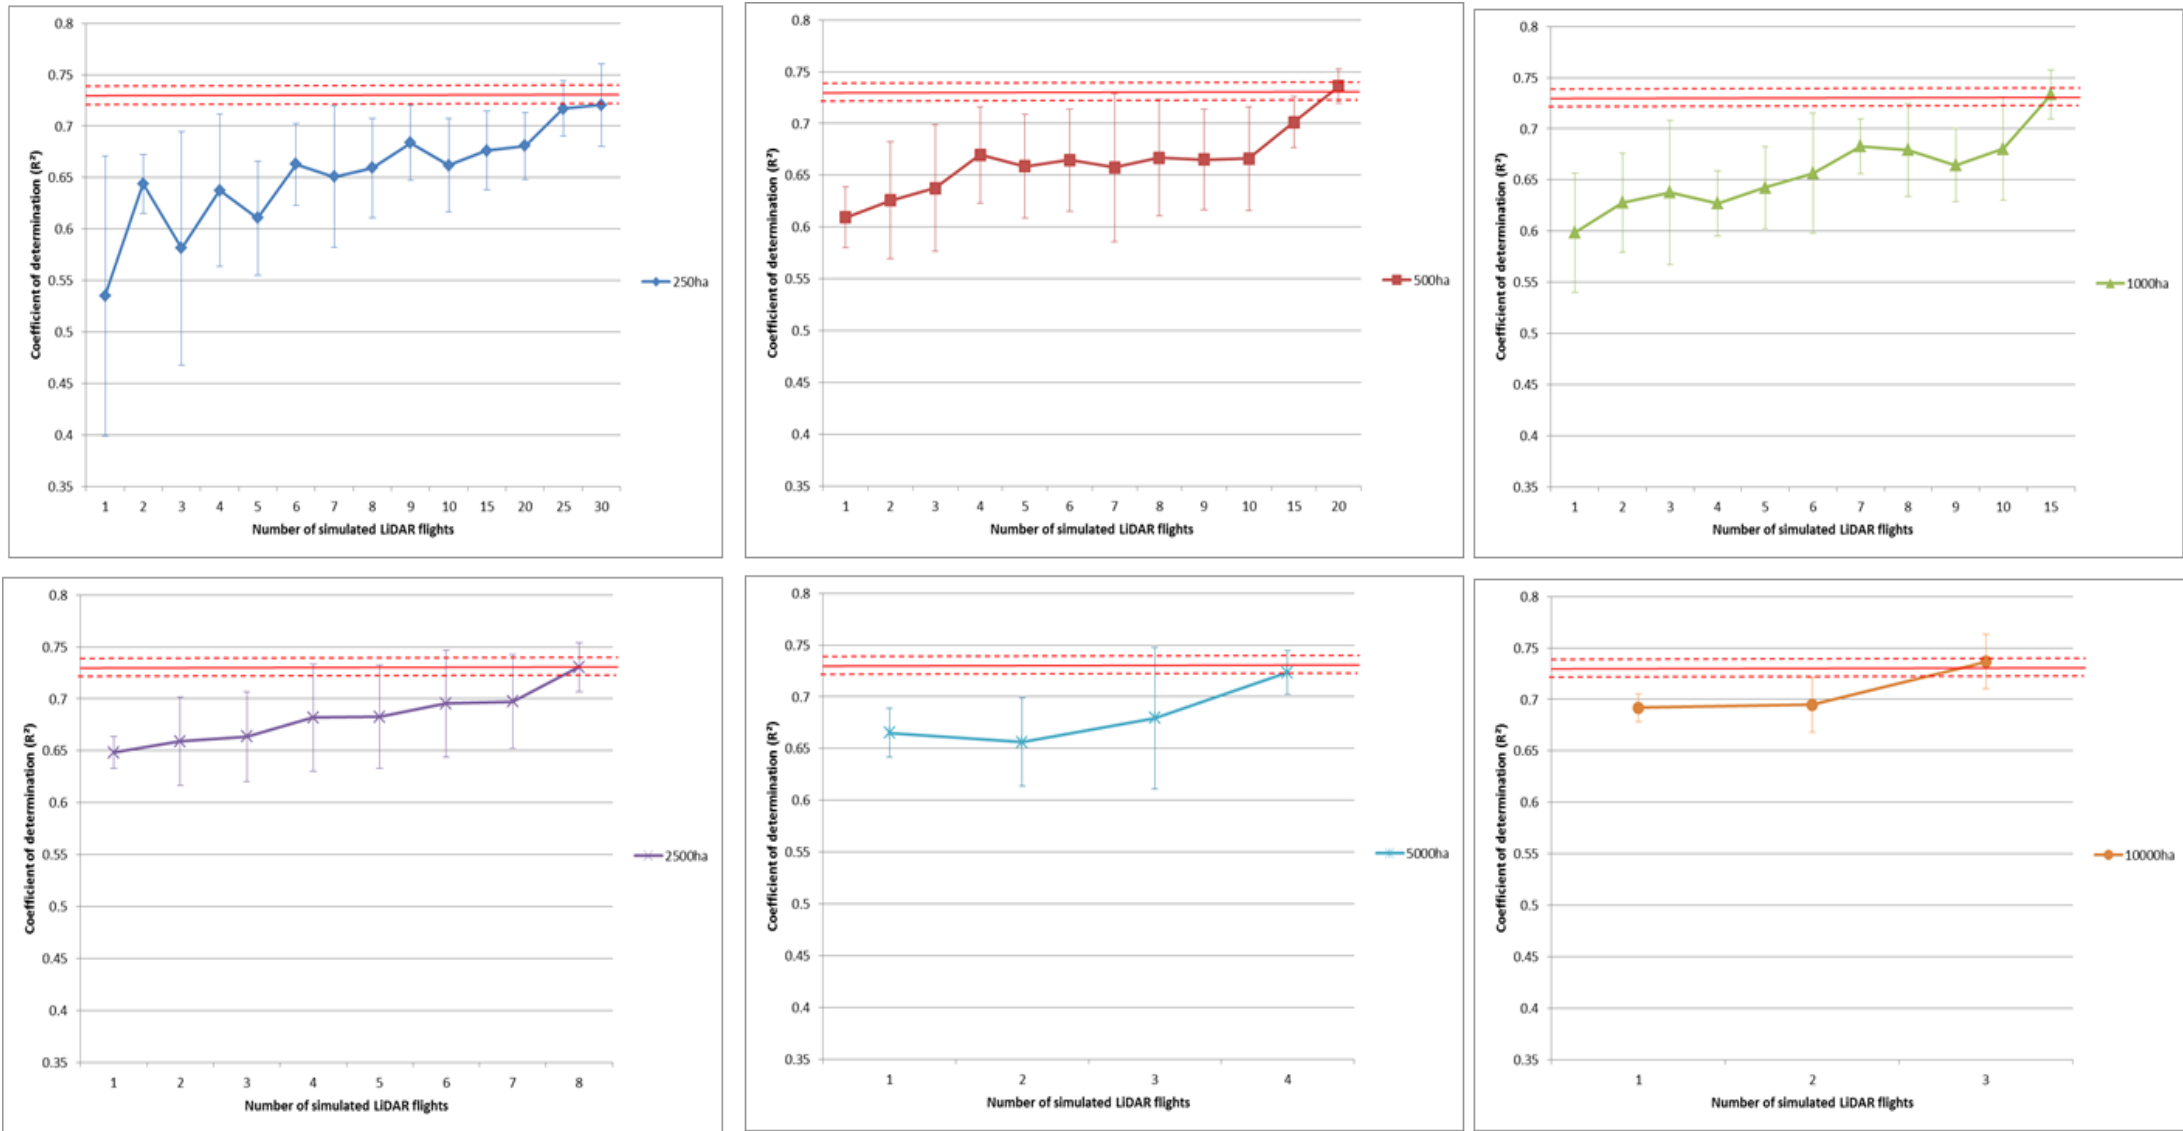 0.8
0.75
0.7
0.65
0.6
0.55
0.5
0.45
0.4
0.35
Coefficient of determination (R²)
1 2 3 4 5 6 7 8 9 10 15 20 25 30
Number of simulated LiDAR flights
250ha
0.8
0.75
0.7
0.65
0.6
0.55
0.5
0.45
0.4
0.35
Coefficient of determination (R²)
1 2 3 4 5 6 7 8 9 10 15 20
Number of simulated LiDAR flights
500ha
0.8
0.75
0.7
0.65
0.6
0.55
0.5
0.45
0.4
0.35
Coefficient of determination (R²)
1 2 3 4 5 6 7 8 9 10 15
Number of simulated LiDAR flights
1000ha
0.8
0.75
0.7
0.65
0.6
0.55
0.5
0.45
0.4
0.35
Coefficient of determination (R²)
1 2 3 4 5 6 7 8
Number of simulated LiDAR flights
2500ha
0.8
0.75
0.7
0.65
0.6
0.55
0.5
0.45
0.4
0.35
Coefficient of determination (R²)
1 2 3 4
Number of simulated LiDAR flights
5000ha
0.8
0.75
0.7
0.65
0.6
0.55
0.5
0.45
0.4
0.35
Coefficient of determination (R²)
1 2 3
Number of simulated LiDAR flights
10000ha